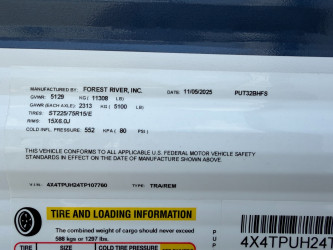 MANUFACTURED BY: FOREST RIVER, INC. DATE: 11/05/2025 PUT32BHFS
GVWR: 5129 KG ( 11308 LB)
GAWR (EACH AXLE) 2313 KG ( 5100 LB)
TIRES: ST225/75R15/E
RIMS: 15X6.0J
COLD INFL. PRESSURE: 552 KPA ( 80 PSI)
THIS VEHICLE CONFORMS TO ALL APPLICABLE U.S. FEDERAL MOTOR VEHICLE SAFETY
STANDARDS IN EFFECT ON THE DATE OF MANUFACTURE SHOWN ABOVE.
V.I.N.: 4X4TPUH24TP107760 TYPE: TRA/REM
TIRE AND LOADING INFORMATION
The combined weight of cargo should never exceed
586 kgs or 1297 lbs.
TIRE SIZE COLD TIRE PRESSURE
PUP
4X4TPUH24T